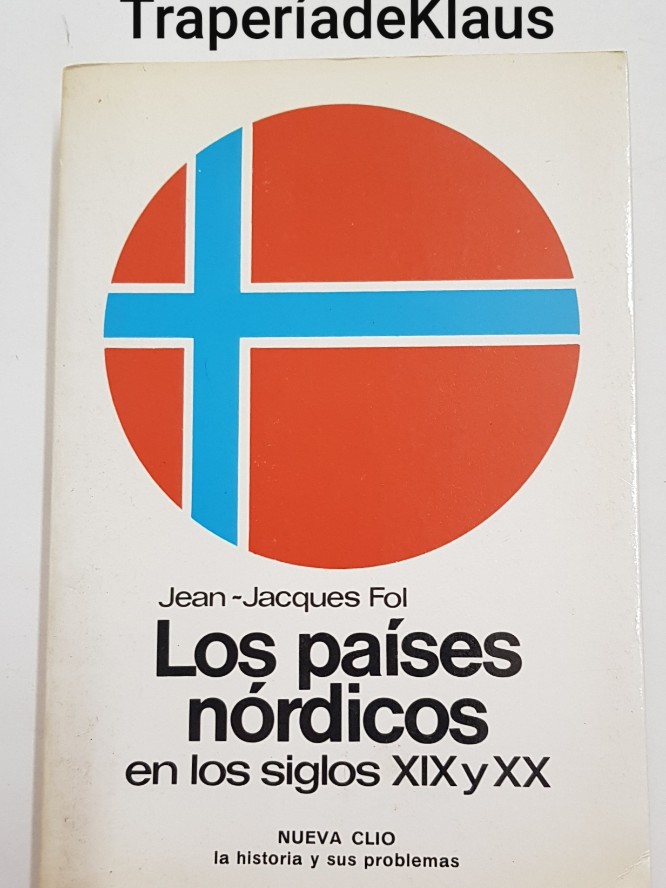 TraperíadeKlaus
Jean-Jacques Fol
Los países
nórdicos
en los siglos XIX y XX
NUEVA CLIO
la historia y sus problemas